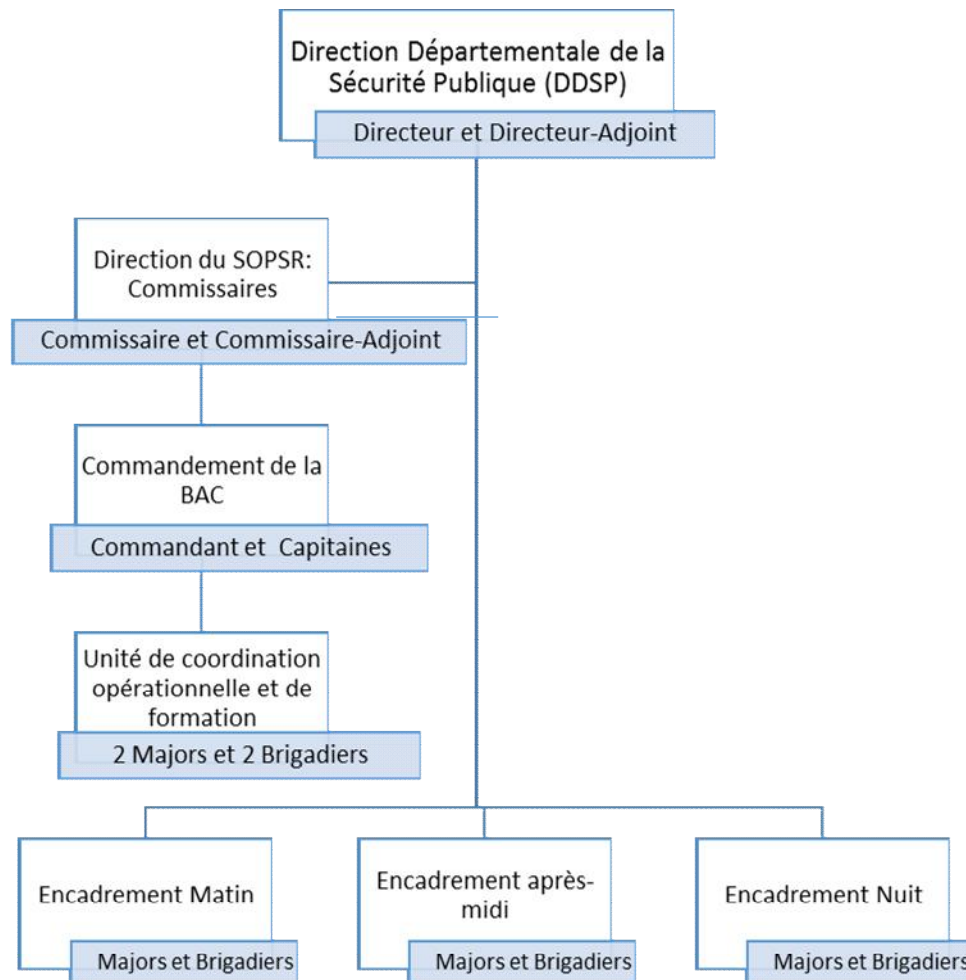 Direction Départementale de la
Sécurité Publique (DDSP)
Directeur et Directeur-Adjoint
Direction du SOPSR:
Commissaires
Commissaire et Commissaire-Adjoint
Commandement de la
BAC
Commandant et Capitaines
Unité de coordination
opérationnelle et de
formation
2 Majors et 2 Brigadiers
Encadrement Matin
Majors et Brigadiers
Encadrement après-
midi
Majors et Brigadiers
Encadrement Nuit
Majors et Brigadiers